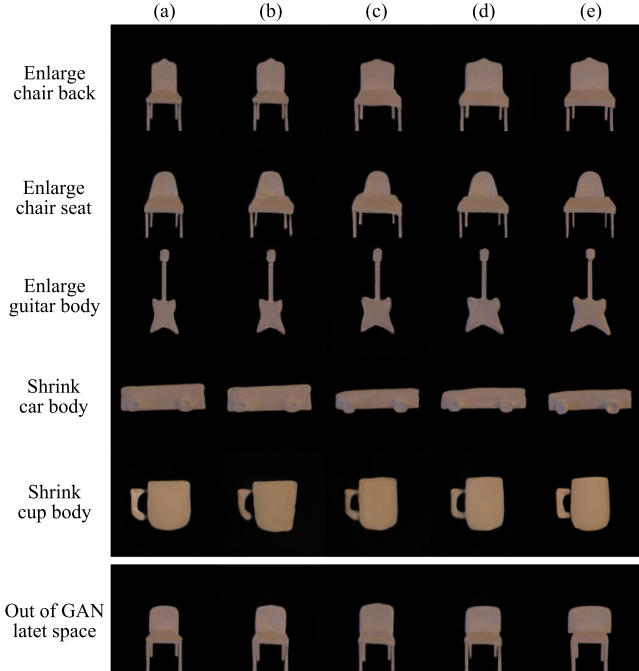 (a) (b) (c) (d) (e)
Enlarge
chair back
Enlarge
chair seat
Enlarge
guitar body
Shrink
car body
Shrink
cup body
Out of GAN
latet space